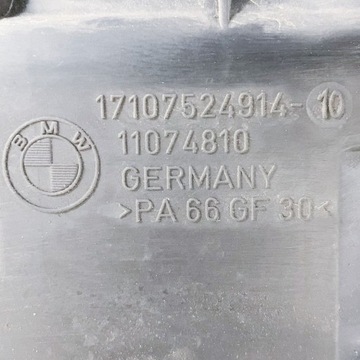 17107524914-10
11074810
BMW
GERMANY
>PA 66 GF 30<